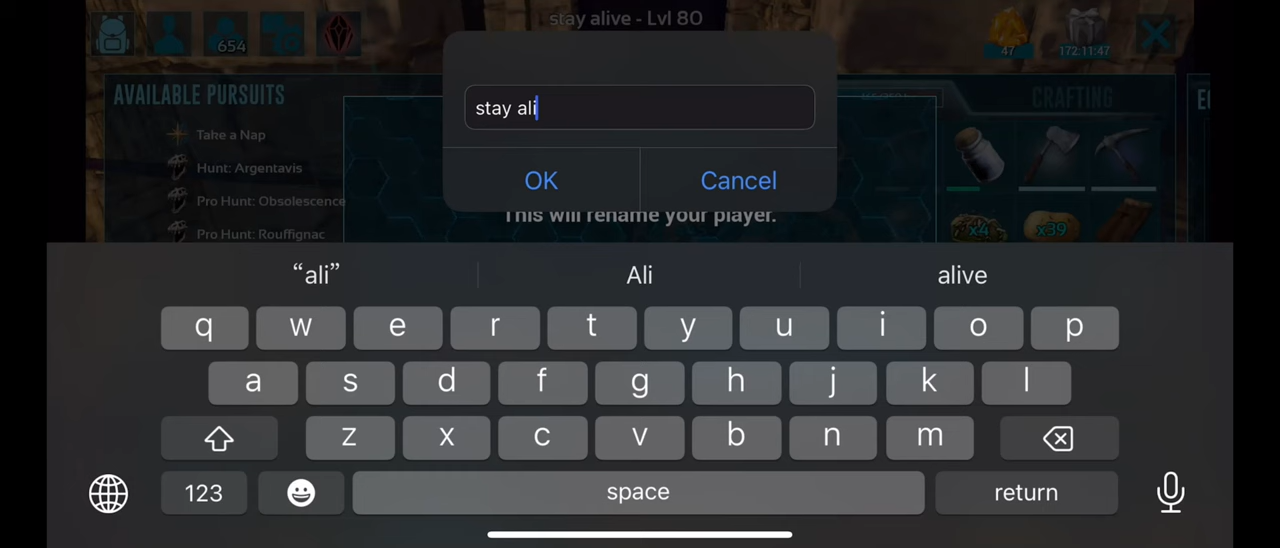 stay alive - Lvl 80
654
47
172:11:47
AVAILABLE PURSUITS
CRAFTING
Take a Nap
Hunt: Argentavis
Pro Hunt: Obsolescence
Pro Hunt: Rouffignac
stay ali
OK
Cancel
This will rename your player.
x4
x39
“ali”
Ali
alive
q w e r t y u i o p
a s d f g h j k l
z x c v b n m
123
space
return